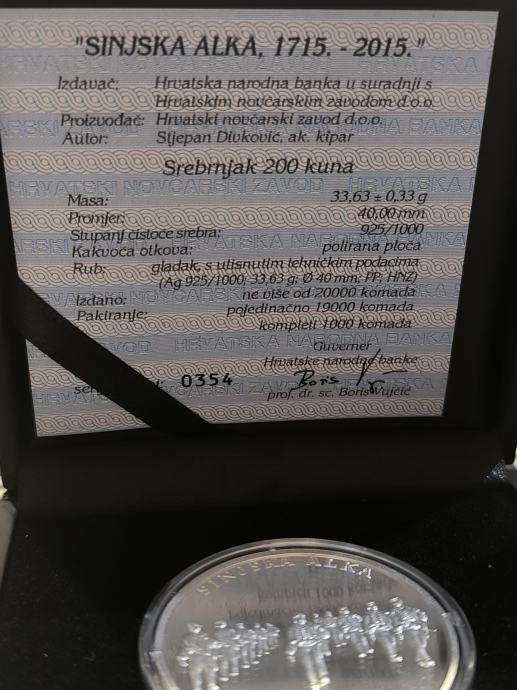 "SINJSKA ALKA, 1715. - 2015."
Izdavač: Hrvatska narodna banka u suradnji s
Hrvatskim novčarskim zavodom d.o.o.
Proizvođač: Hrvatski novčarski zavod d.o.o.
Autor: Stjepan Divković, ak. kipar
Srebrnjak 200 kuna
Masa: 33,63 ± 0,33 g
Promjer: 40,00 mm
Stupanj čistoće srebra: 925/1000
Kakvoća otkova: polirana ploča
Rub: gladak, s utisnutim tehničkim podacima
(Ag 925/1000; 33,63 g; Ø 40 mm; PP; HNZ)
Izdano: ne više od 20000 komada
Pakiranje: pojedinačno 19000 komada
kompleti 1000 komada
Guverner
Hrvatske narodne banke
0354
prof. dr. sc. Boris Vujčić
SINJSKA ALKA